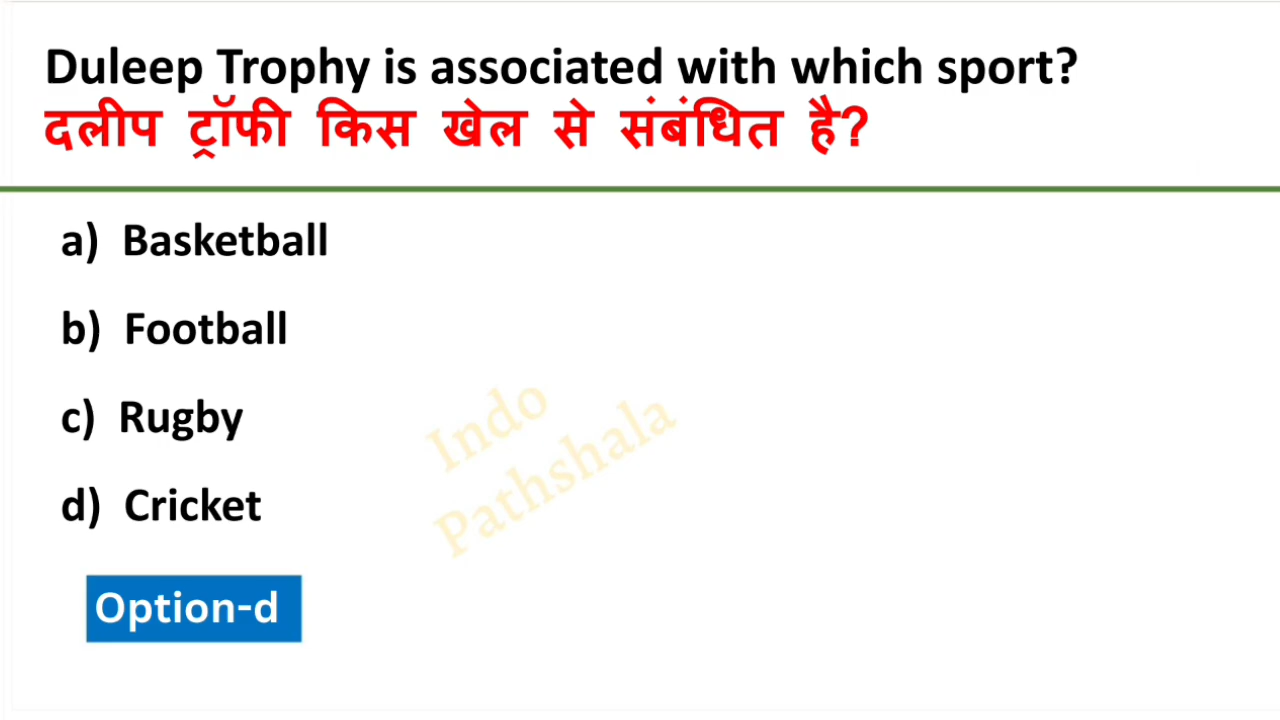 Duleep Trophy is associated with which sport?
दलीप ट्रॉफी किस खेल से संबंधित है?
a) Basketball
b) Football
c) Rugby
d) Cricket
Indo
Pathshala
Option-d